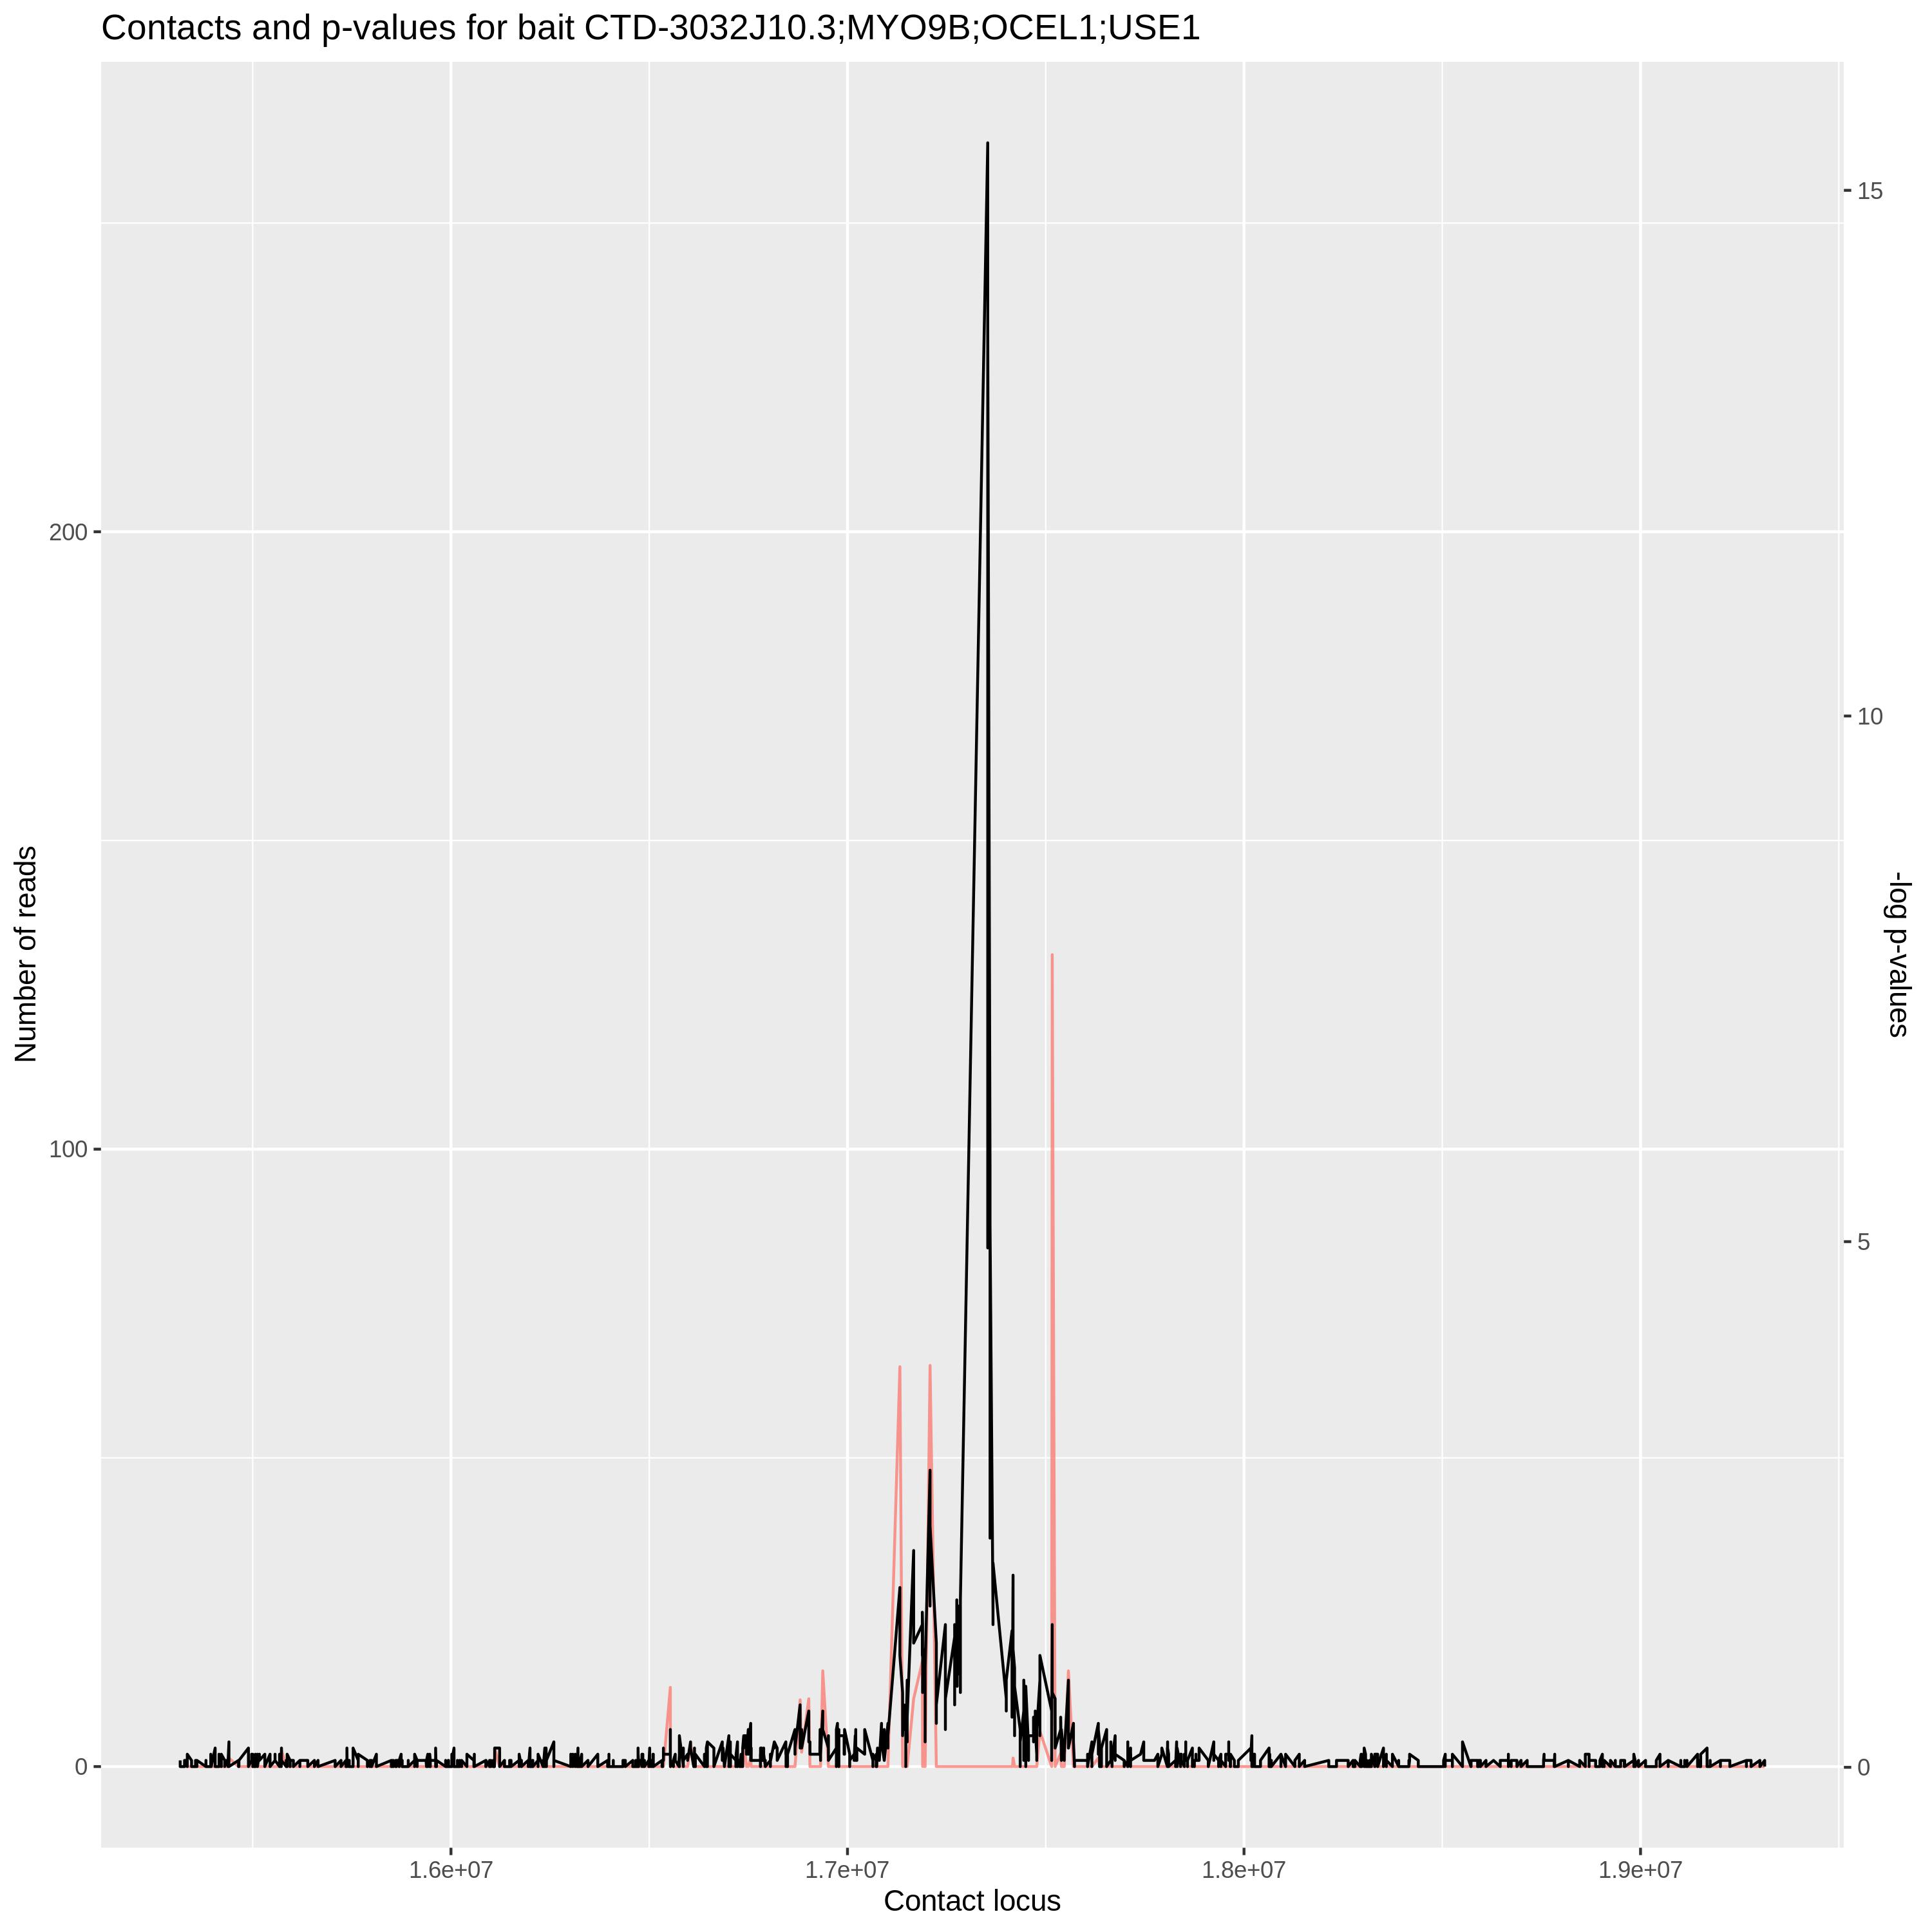 Contacts and p-values for bait CTD-3032J10.3;MYO9B;OCEL1;USE1
Number of reads
200
100
0
15
10
5
0
-log p-values
1.6e+07 1.7e+07 1.8e+07 1.9e+07
Contact locus